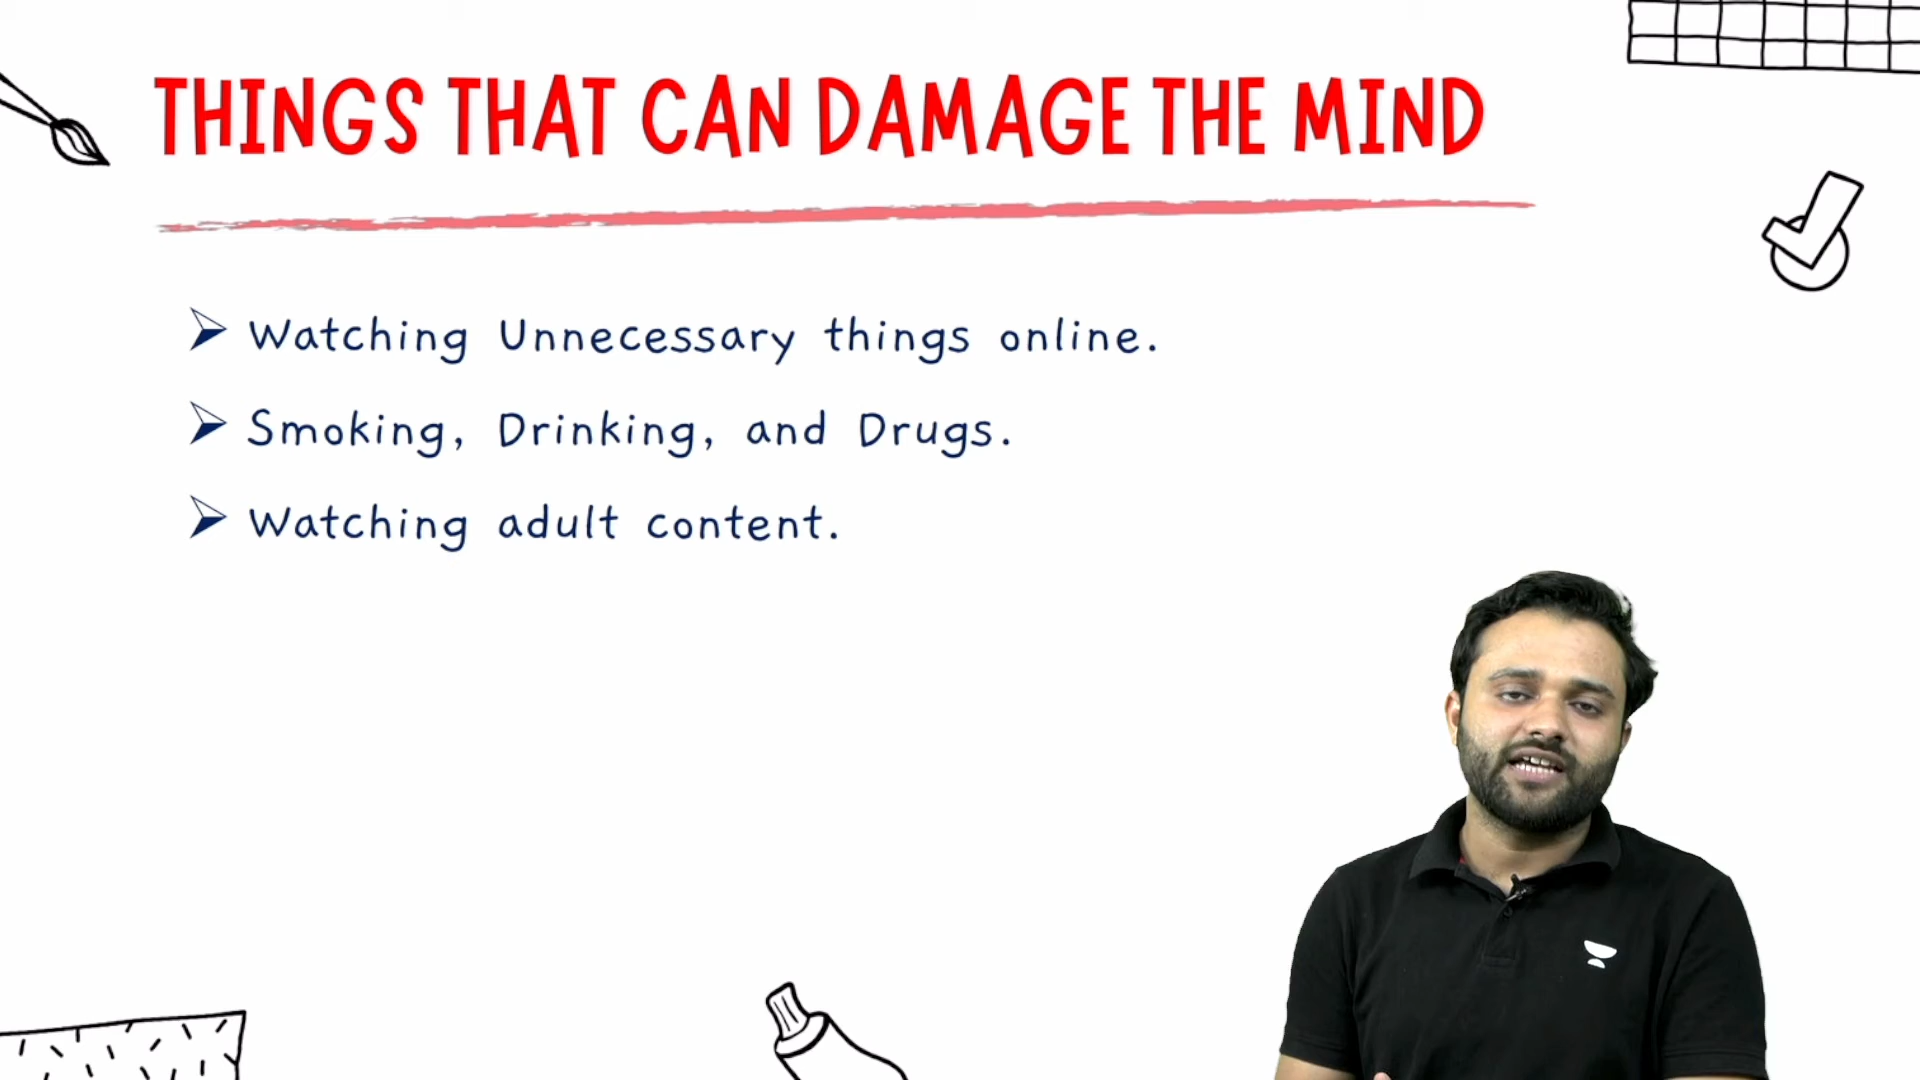 THINGS THAT CAN DAMAGE THE MIND
Watching Unnecessary things online.
Smoking, Drinking, and Drugs.
Watching adult content.